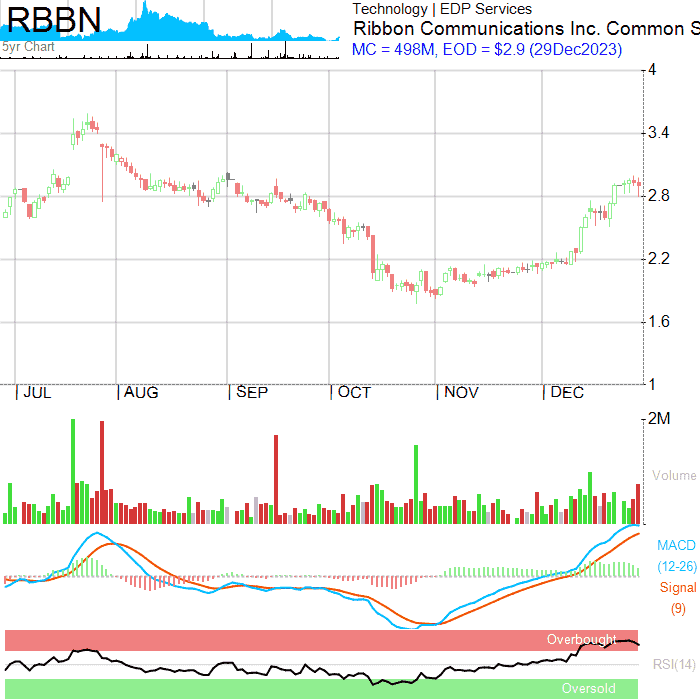 RBBN
5yr Chart
Technology | EDP Services
Ribbon Communications Inc. Common S
MC = 498M, EOD = $2.9 (29Dec2023)
4
3.4
2.8
2.2
1.6
1
JUL AUG SEP OCT NOV DEC
2M
Volume
MACD
(12-26)
Signal
(9)
Overbought
RSI(14)
Oversold